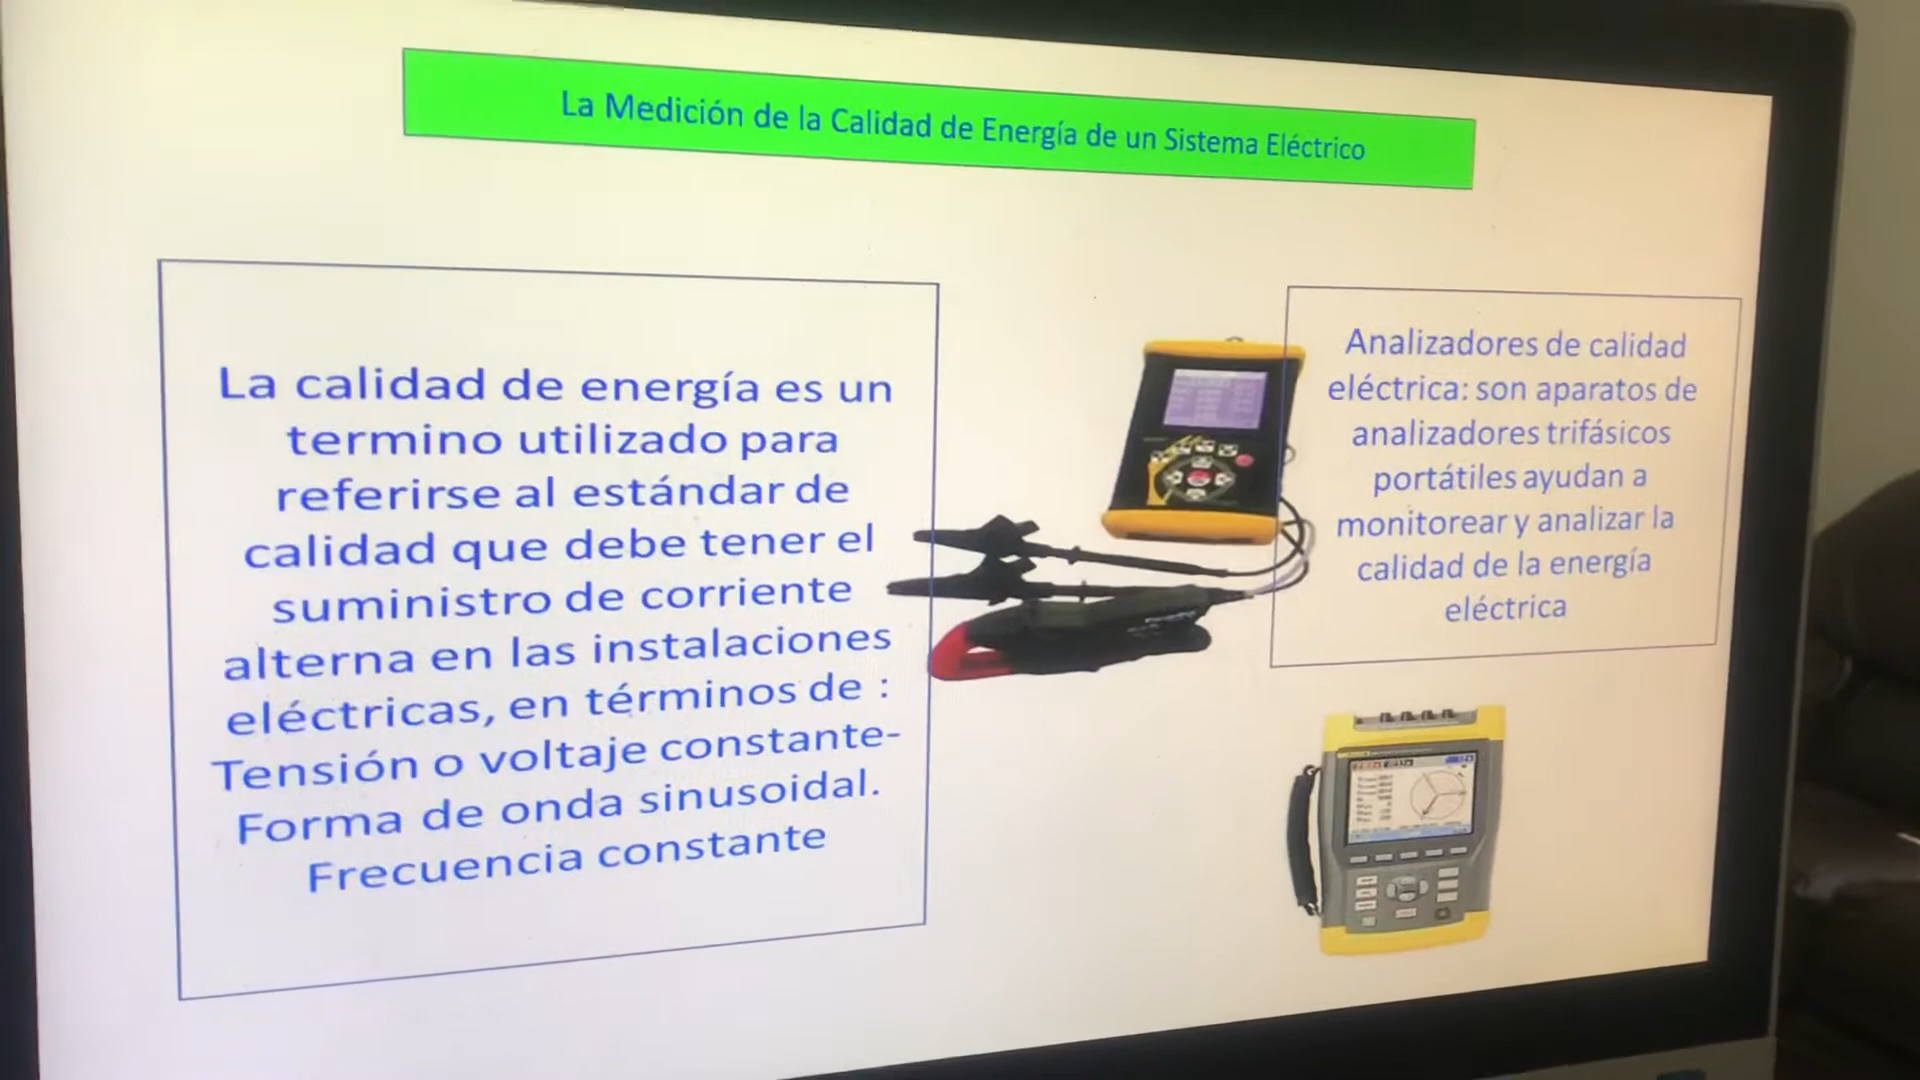 La Medición de la Calidad de Energía de un Sistema Eléctrico
La calidad de energía es un
termino utilizado para
referirse al estándar de
calidad que debe tener el
suministro de corriente
alterna en las instalaciones
eléctricas, en términos de :
Tensión o voltaje constante-
Forma de onda sinusoidal.
Frecuencia constante
Analizadores de calidad
eléctrica: son aparatos de
analizadores trifásicos
portátiles ayudan a
monitorear y analizar la
calidad de la energía
eléctrica